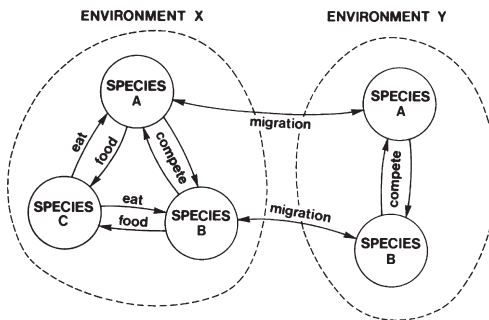 ENVIRONMENT X
ENVIRONMENT Y
SPECIES
A
SPECIES
A
migration
eat
food
compete
compete
SPECIES
C
eat
food
SPECIES
B
migration
SPECIES
B